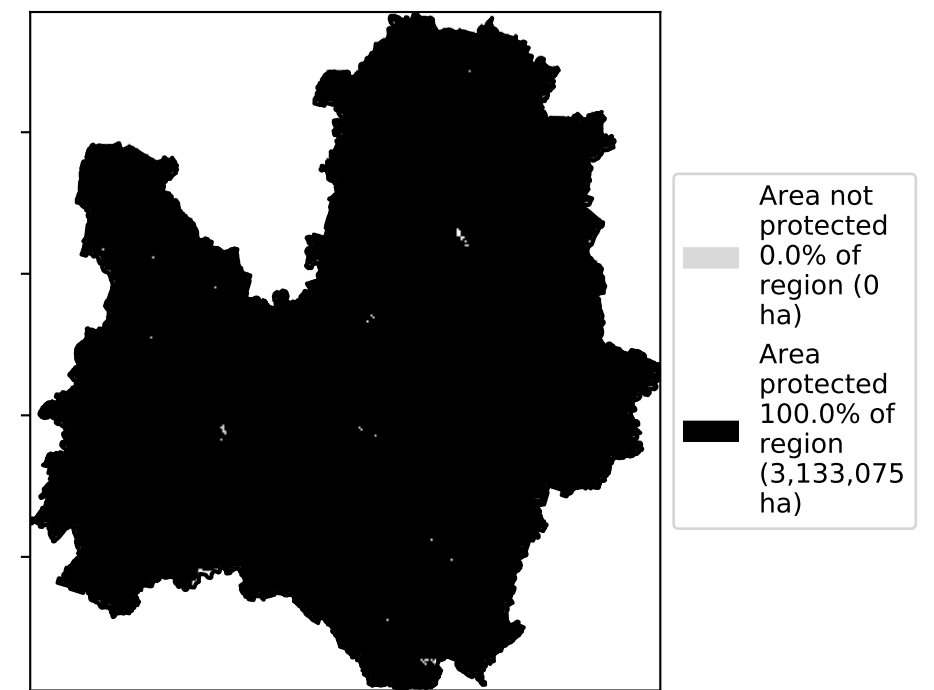 Area not
protected
0.0% of
region (0
ha)
Area
protected
100.0% of
region
(3,133,075
ha)